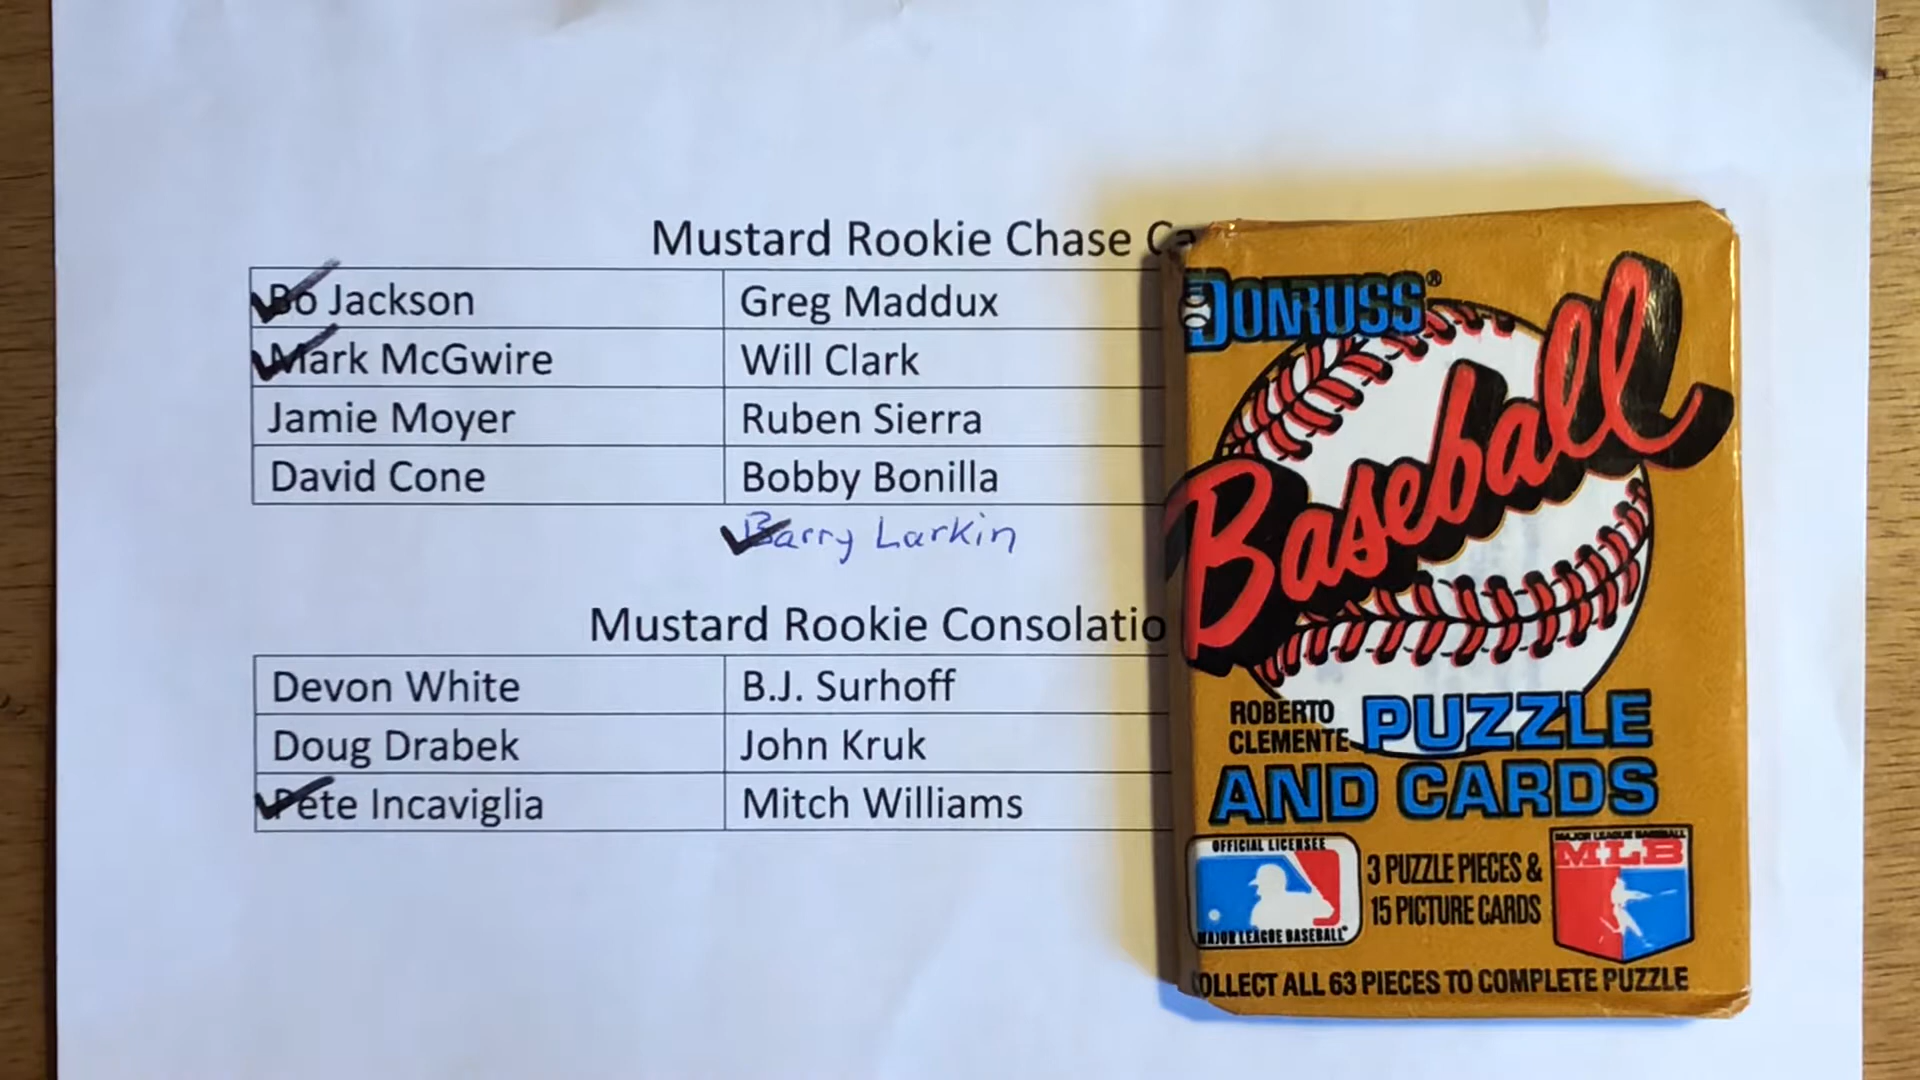 Mustard Rookie Chase Ca
Bo Jackson Greg Maddux
Mark McGwire Will Clark
Jamie Moyer Ruben Sierra
David Cone Bobby Bonilla
Barry Larkin
Mustard Rookie Consolatio
Devon White B.J. Surhoff
Doug Drabek John Kruk
Pete Incaviglia Mitch Williams
DONRUSS®
Baseball
ROBERTO
CLEMENTE
PUZZLE
AND CARDS
OFFICIAL LICENSEE
MAJOR LEAGUE BASEBALL
3 PUZZLE PIECES &
15 PICTURE CARDS
MAJOR LEAGUE BASEBALL
MLB
COLLECT ALL 63 PIECES TO COMPLETE PUZZLE